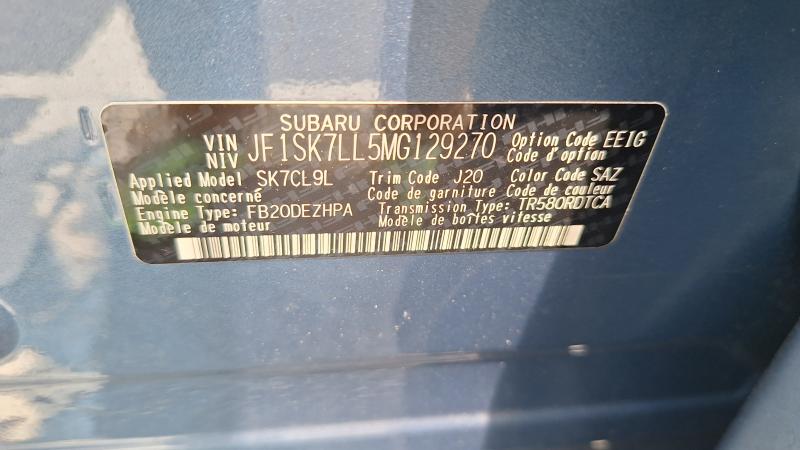 SUBARU CORPORATION
VIN NIV JF1SK7LL5MG129270 Option Code EEIG Code d'option
Applied Model SK7CL9L Trim Code J20 Color Code SAZ
Modèle concerné Code de garniture Code de couleur
Engine Type: FB20DEZHPA Transmission Type: TR580RDTCA
Modèle de moteur Modèle de boîtes vitesse